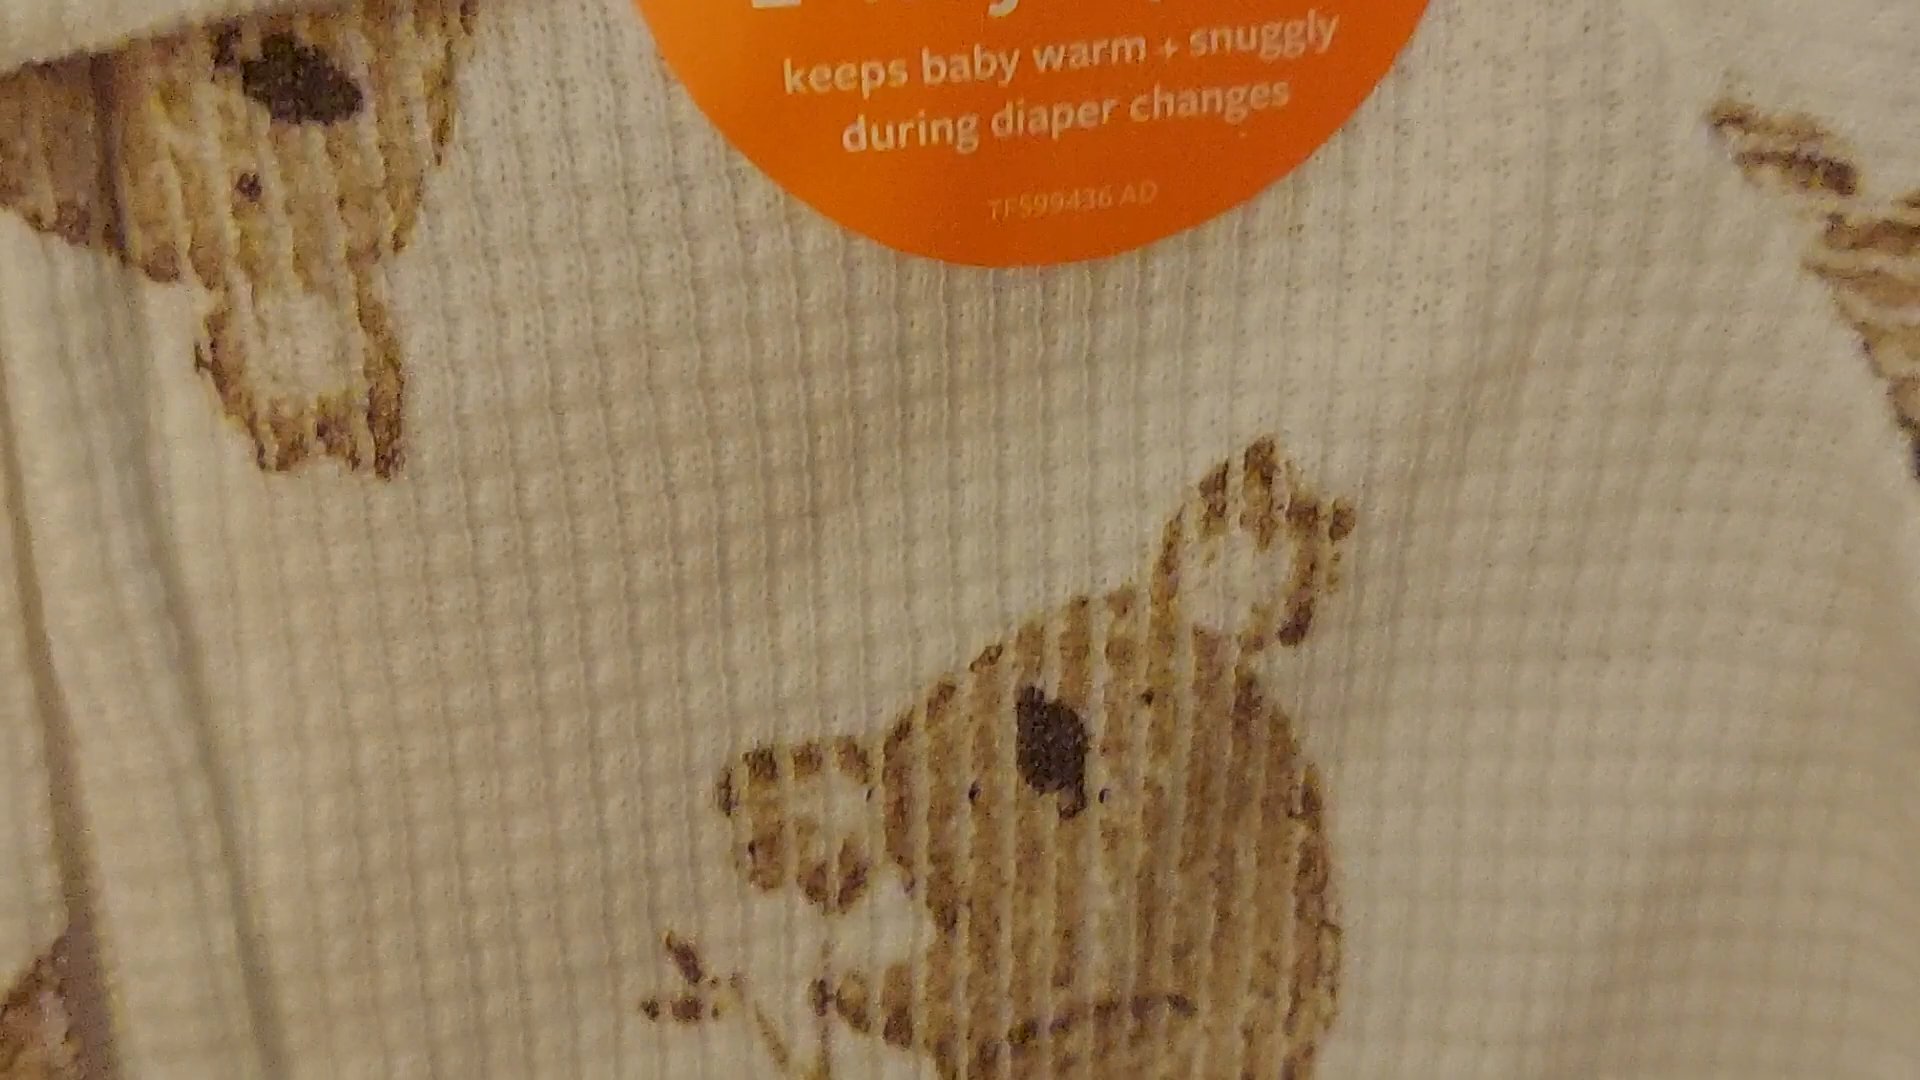 keeps baby warm + snuggly
during diaper changes
TF599436 AD